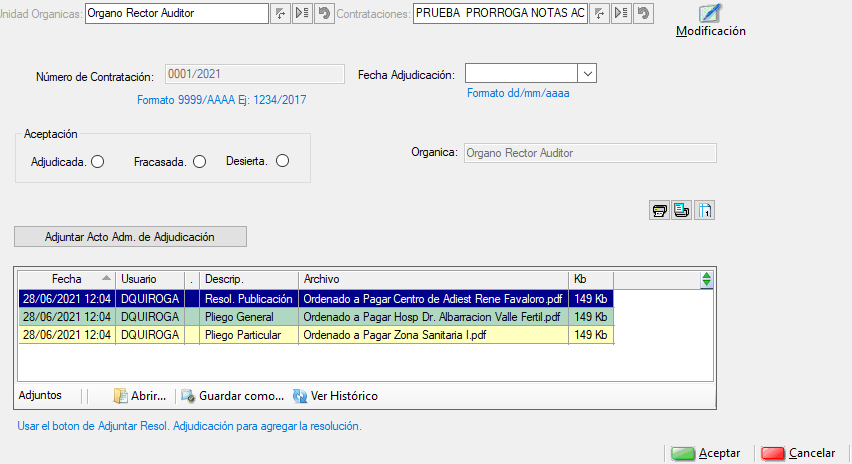 Unidad Organicas: Organo Rector Auditor Contrataciones: PRUEBA PRORROGA NOTAS AC
Modificación
Número de Contratación: 0001/2021 Fecha Adjudicación:
Formato 9999/AAAA Ej: 1234/2017 Formato dd/mm/aaaa
Aceptación
Adjudicada. Fracasada. Desierta. Organica: Organo Rector Auditor
Adjuntar Acto Adm. de Adjudicación
Fecha Usuario . Descrip. Archivo Kb
28/06/2021 12:04 DQUIROGA Resol. Publicación Ordenado a Pagar Centro de Adiest Rene Favaloro.pdf 149 Kb
28/06/2021 12:04 DQUIROGA Pliego General Ordenado a Pagar Hosp Dr. Albarracion Valle Fertil.pdf 149 Kb
28/06/2021 12:04 DQUIROGA Pliego Particular Ordenado a Pagar Zona Sanitaria I.pdf 149 Kb
Adjuntos Abrir... Guardar como... Ver Histórico
Usar el boton de Adjuntar Resol. Adjudicación para agregar la resolución.
Aceptar Cancelar